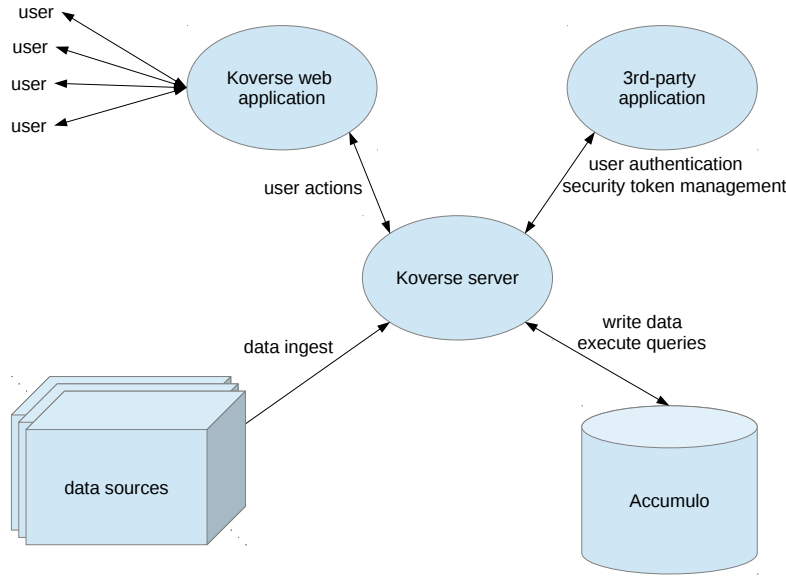 user
user
user
user
Koverse web
application
3rd-party
application
user actions
user authentication
security token management
Koverse server
data ingest
write data
execute queries
data sources
Accumulo